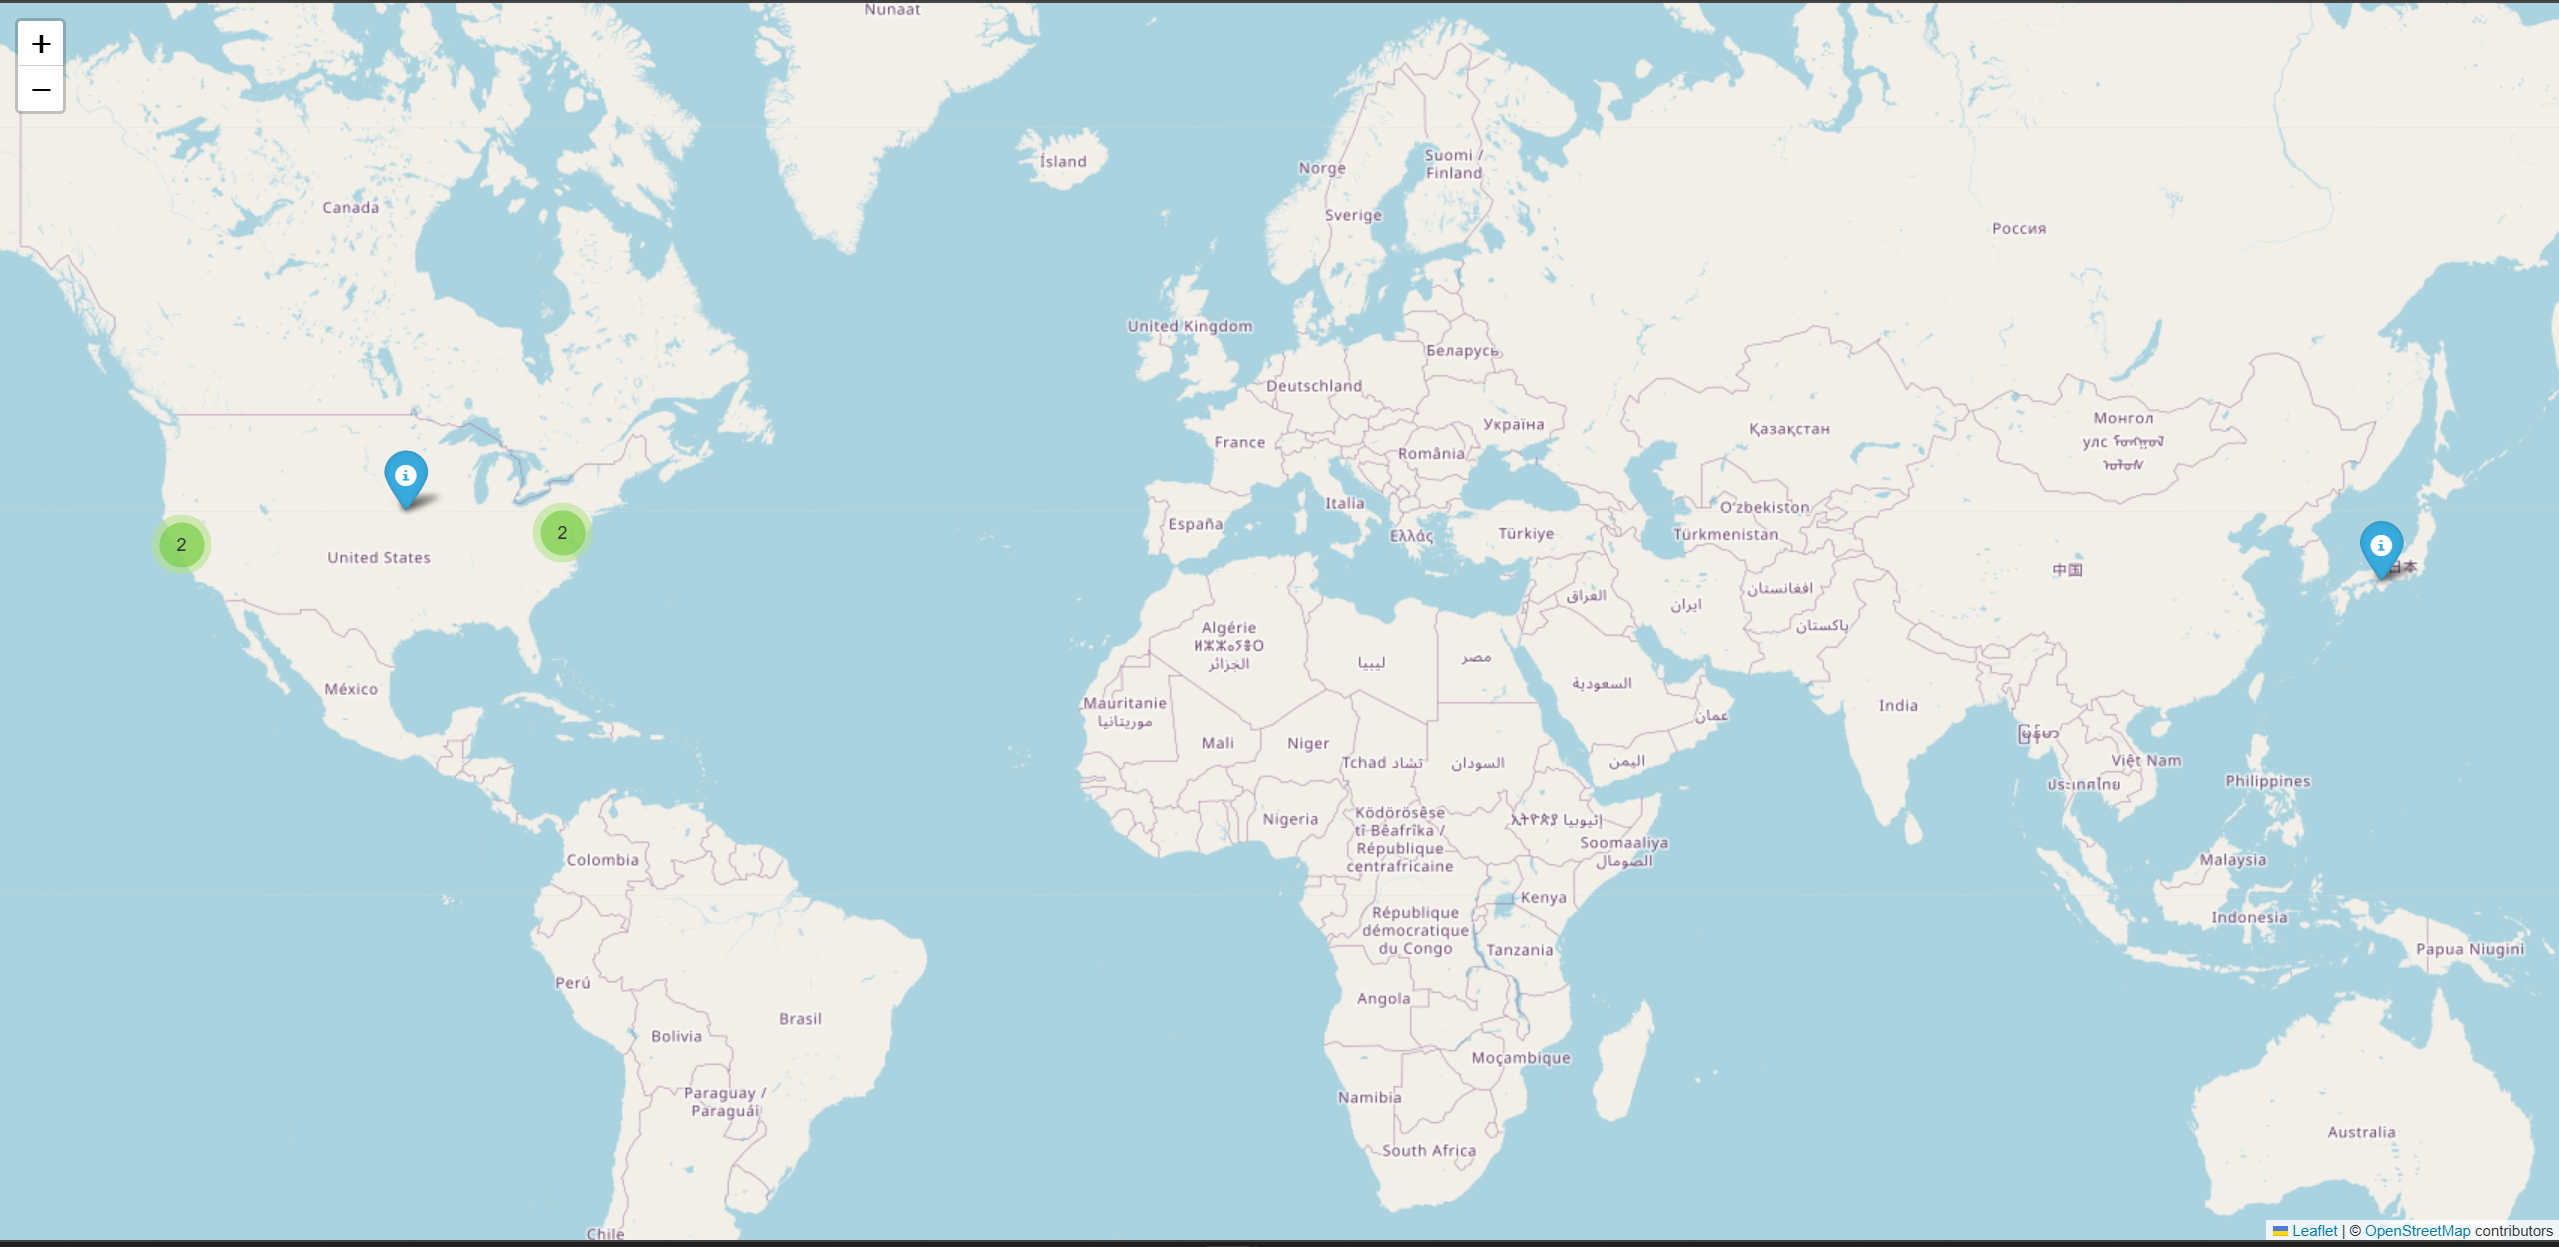 Nunaat
+
−
Ísland
Norge
Suomi /
Finland
Canada
Sverige
Россия
United Kingdom
Беларусь
Deutschland
Монгол
улс
Україна
Қазақстан
France
România
Italia
Oʻzbekiston
España
Ελλάς
Türkiye
Türkmenistan
2
2
United States
日本
中国
افغانستان
العراق
ایران
پاکستان
Algérie
ⵍⵣⵣⴰⵢⴻⵔ
الجزائر
ليبيا
مصر
السعودية
México
Mauritanie
موريتانيا
India
عمان
မြန်မာ
Mali
Niger
Tchad تشاد
السودان
اليمن
Việt Nam
ประเทศไทย
Philippines
Nigeria
Ködörösêse
tî Bêafrîka /
République
centrafricaine
Soomaaliya
الصومال
Colombia
Malaysia
Kenya
République
démocratique
du Congo
Indonesia
Tanzania
Papua Niugini
Perú
Angola
Brasil
Bolivia
Moçambique
Paraguay /
Paraguái
Namibia
Australia
South Africa
Chile
Leaflet | © OpenStreetMap contributors